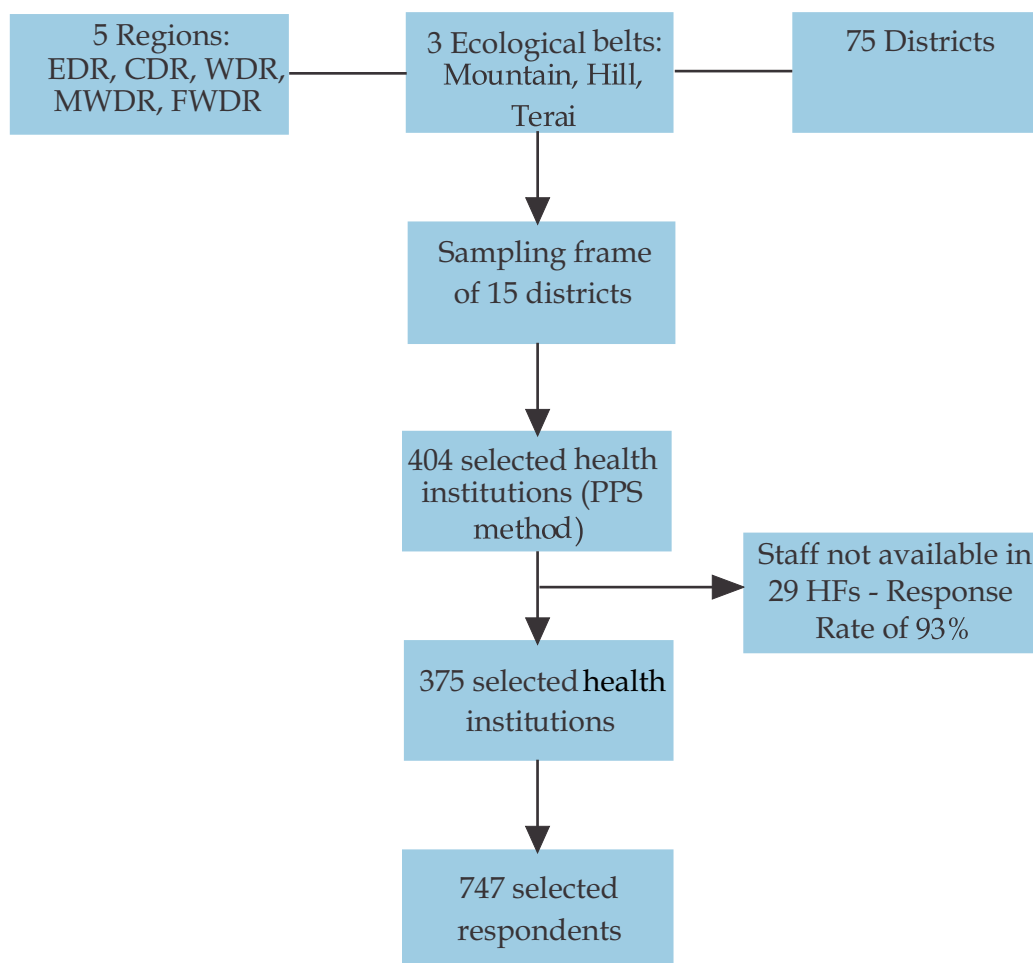 5 Regions:
EDR, CDR, WDR,
MWDR, FWDR
3 Ecological belts:
Mountain, Hill,
Terai
75 Districts
Sampling frame
of 15 districts
404 selected health
institutions (PPS
method)
Staff not available in
29 HFs - Response
Rate of 93%
375 selected health
institutions
747 selected
respondents